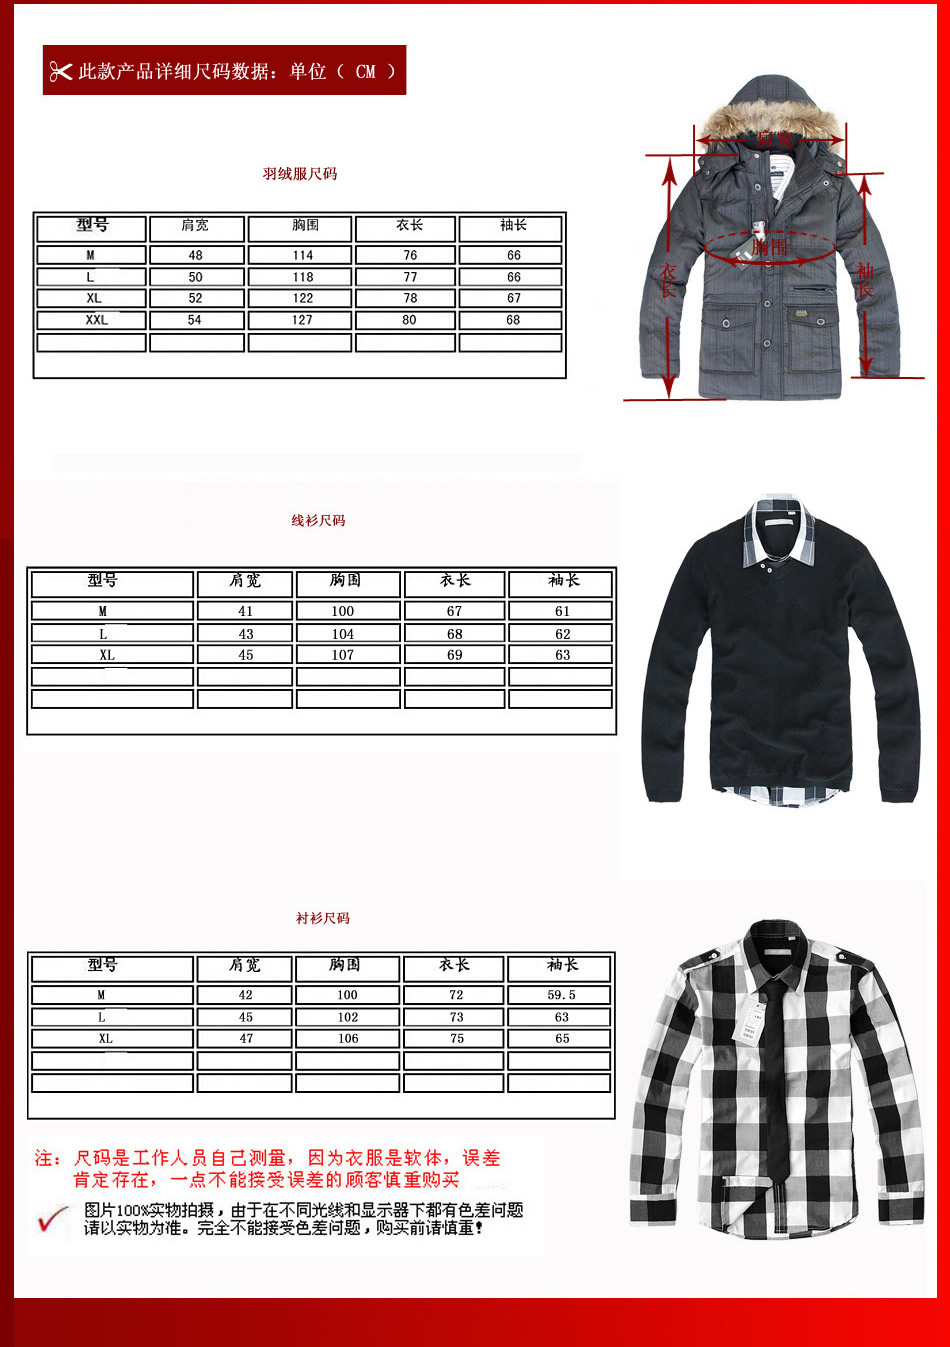 此款产品详细尺码数据：单位（ CM ）
羽绒服尺码
型号 肩宽 胸围 衣长 袖长
M 48 114 76 66
L 50 118 77 66
XL 52 122 78 67
XXL 54 127 80 68
肩宽
胸围
衣长
袖长
线衫尺码
型号 肩宽 胸围 衣长 袖长
M 41 100 67 61
L 43 104 68 62
XL 45 107 69 63
衬衫尺码
型号 肩宽 胸围 衣长 袖长
M 42 100 72 59.5
L 45 102 73 63
XL 47 106 75 65
注：尺码是工作人员自己测量，因为衣服是软体，误差
肯定存在，一点不能接受误差的顾客慎重购买
图片100%实物拍摄，由于在不同光线和显示器下都有色差问题
请以实物为准。完全不能接受色差问题，购买前请慎重！